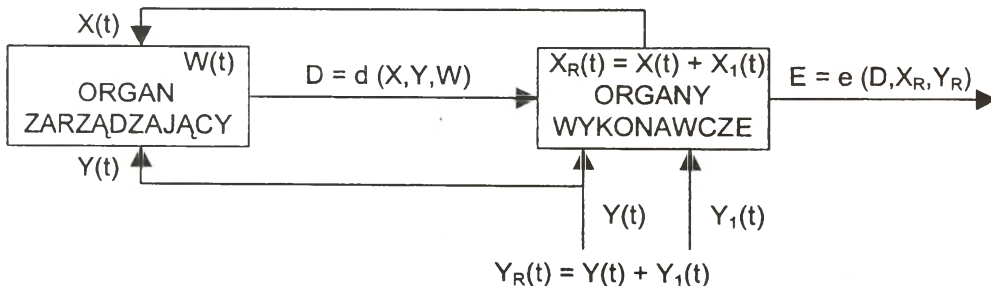 X(t)
W(t)
ORGAN
ZARZĄDZAJĄCY
Y(t)
D = d (X,Y,W)
X_R(t) = X(t) + X_1(t)
ORGANY
WYKONAWCZE
E = e (D,X_R,Y_R)
Y(t)
Y_1(t)
Y_R(t) = Y(t) + Y_1(t)